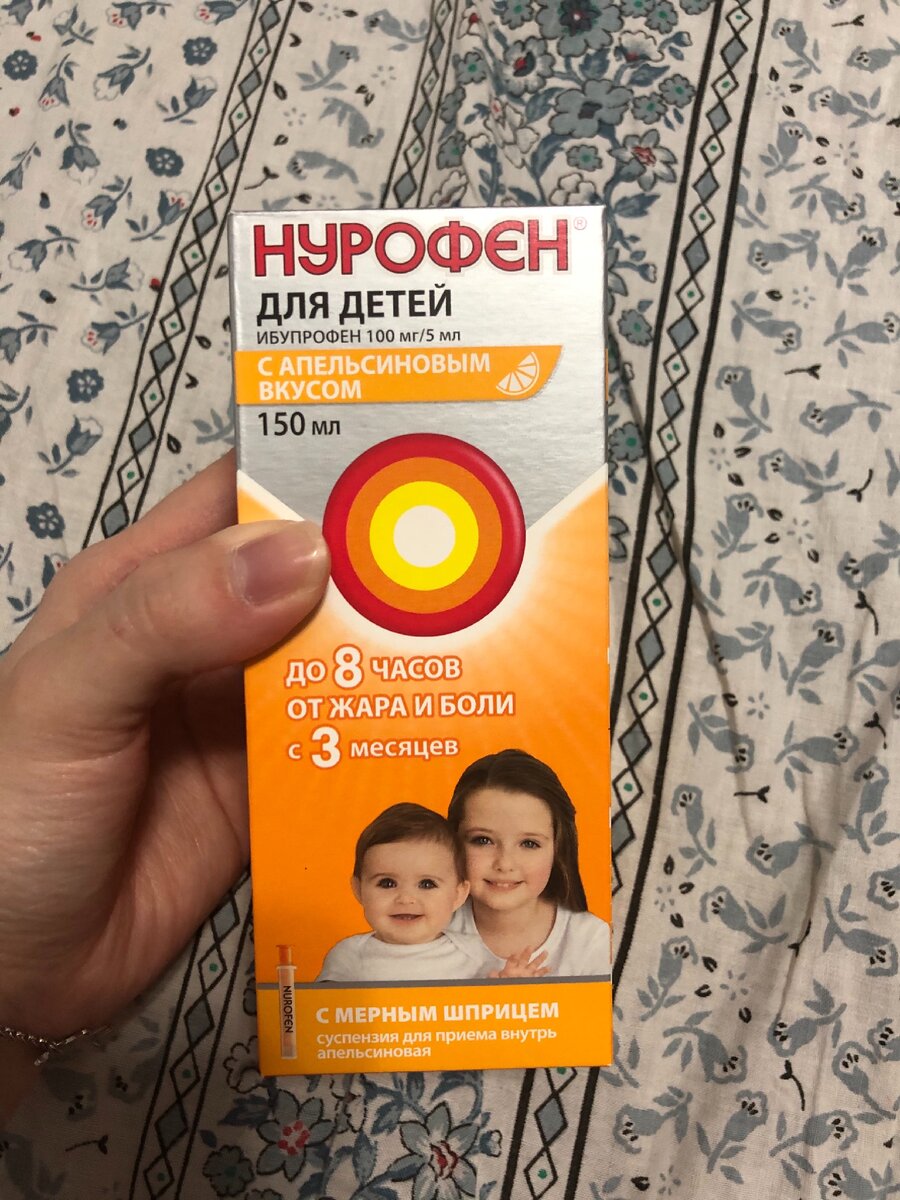 НУРОФЕН®
ДЛЯ ДЕТЕЙ
ИБУПРОФЕН 100 мг/5 мл
С АПЕЛЬСИНОВЫМ
ВКУСОМ
150 мл
ДО 8 ЧАСОВ
ОТ ЖАРА И БОЛИ
С 3 МЕСЯЦЕВ
NUROFEN
С МЕРНЫМ ШПРИЦЕМ
суспензия для приема внутрь
апельсиновая